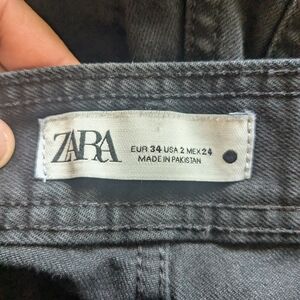 ZARA
EUR 34 USA 2 MEX 24
MADE IN PAKISTAN